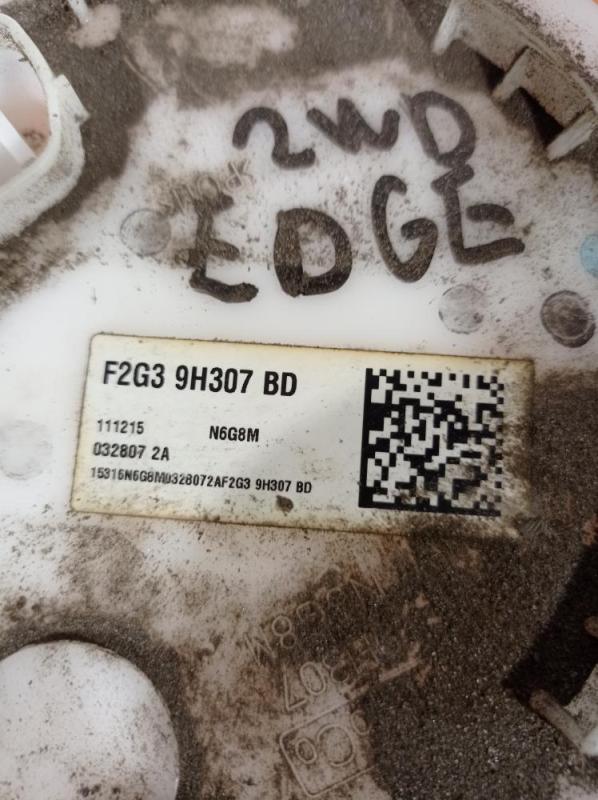 2WD
EDGE
F2G3 9H307 BD
111215 N6G8M
032807 2A
15316N6G8M0328072AF2G3 9H307 BD